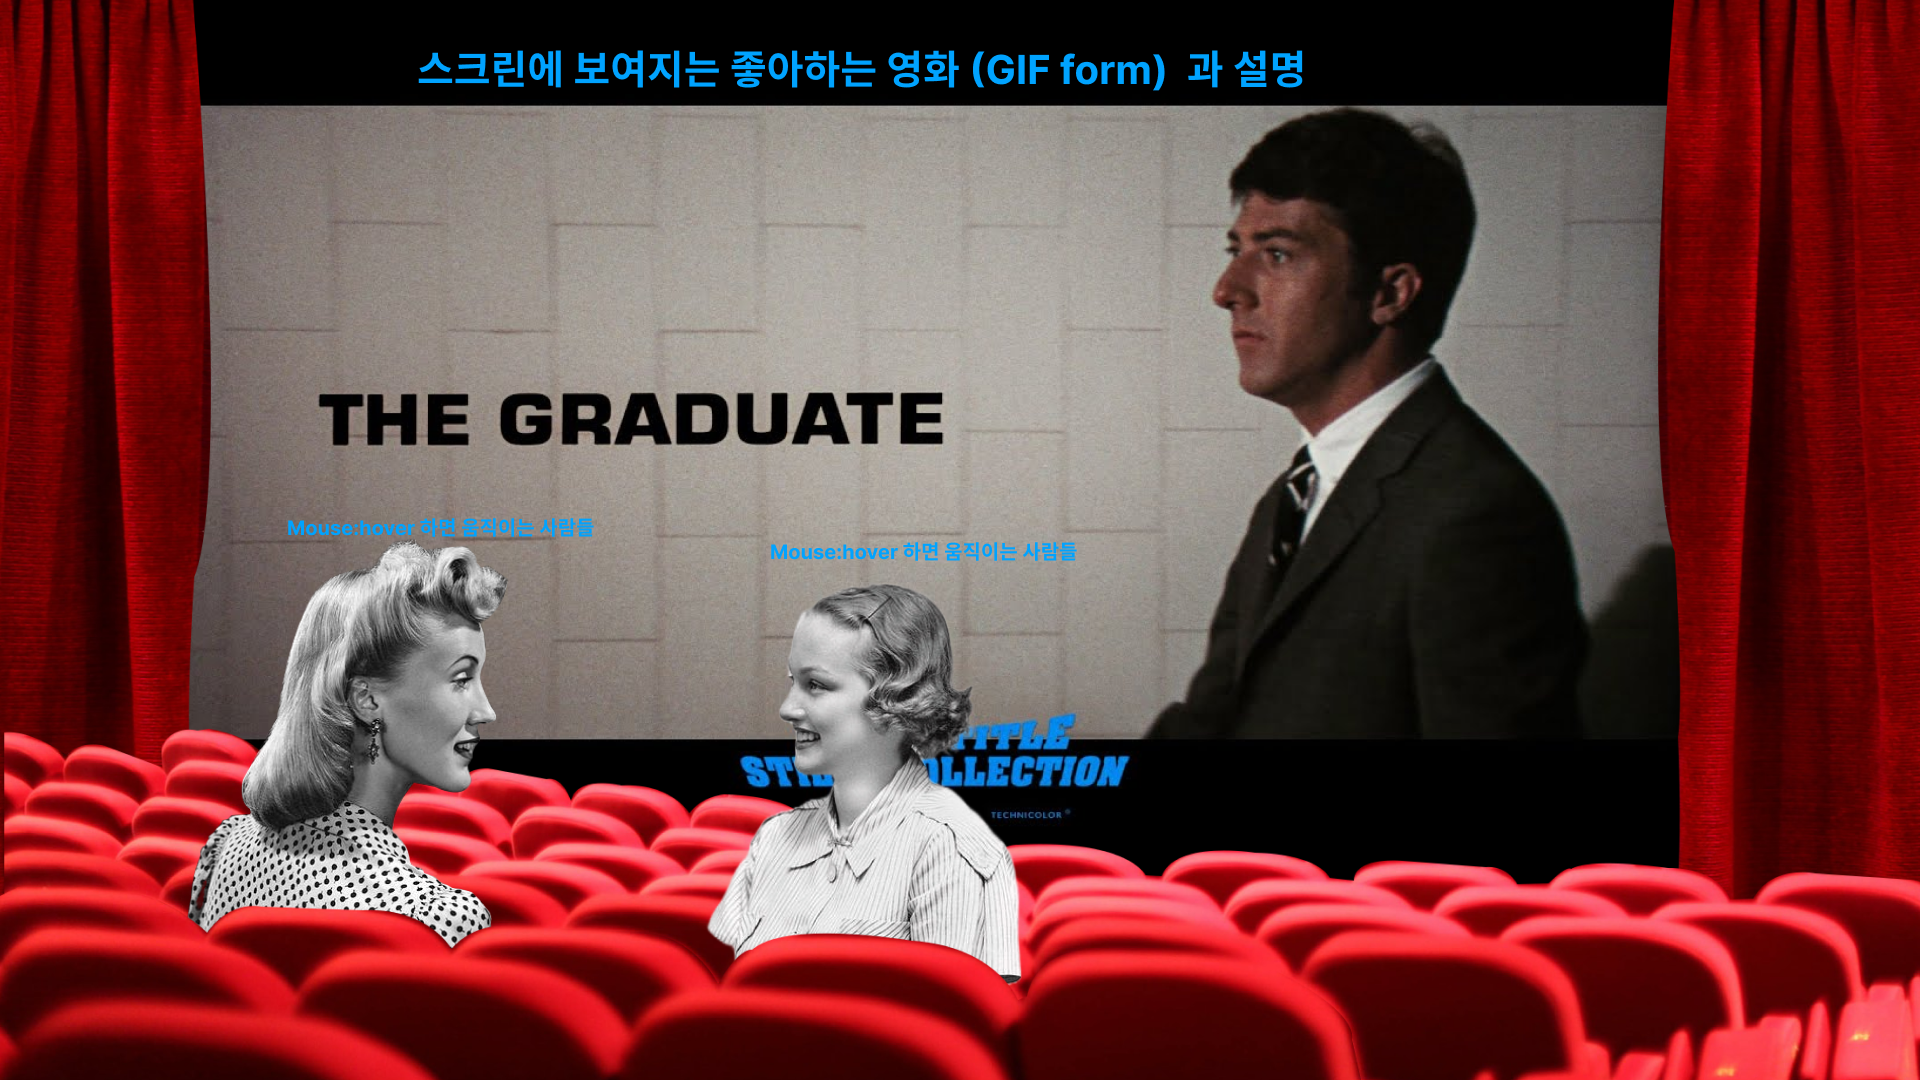 스크린에 보여지는 좋아하는 영화 (GIF form) 과 설명
THE GRADUATE
Mouse:hover 하면 움직이는 사람들
Mouse:hover 하면 움직이는 사람들
TITLE
COLLECTION
TECHNICOLOR ®